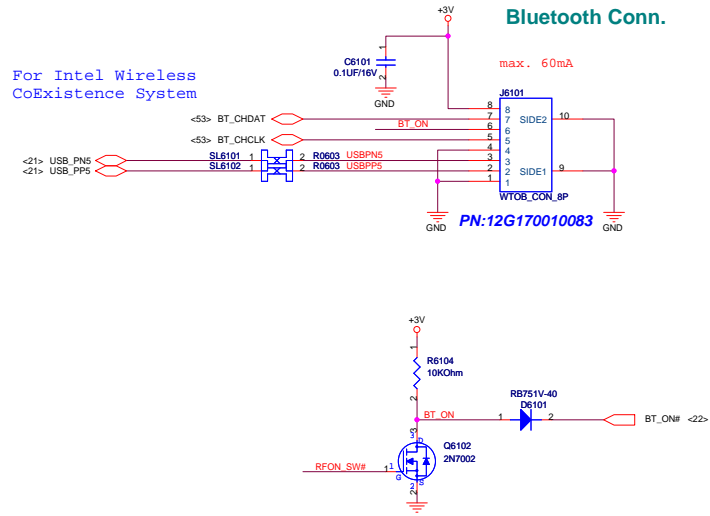 +3V
Bluetooth Conn.
1
C6101
0.1UF/16V
2
GND
max. 60mA
For Intel Wireless
CoExistence System
J6101
8 8
<53> BT_CHDAT 7 7 SIDE2 10
BT_ON 6 6
<53> BT_CHCLK 5 5
4 4
<21> USB_PN5 SL6101 1 2 R0603 USBPN5 3 3
<21> USB_PP5 SL6102 1 2 R0603 USBPP5 2 2 SIDE1 9
1 1
WTOB_CON_8P
GND PN:12G170010083 GND
+3V
1
R6104
10KOhm
2
RB751V-40
D6101
BT_ON 1 2 BT_ON# <22>
3 3 D
Q6102
2N7002
RFON_SW# 1 1
G S
2 2